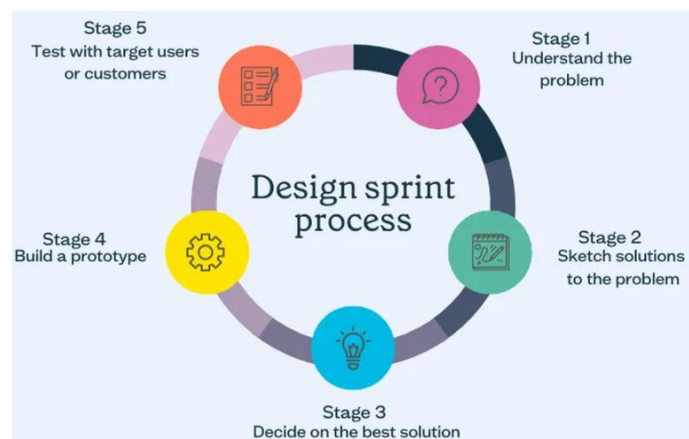 Stage 1
Understand the
problem
Stage 2
Sketch solutions
to the problem
Stage 3
Decide on the best solution
Stage 4
Build a prototype
Stage 5
Test with target users
or customers
Design sprint
process
?